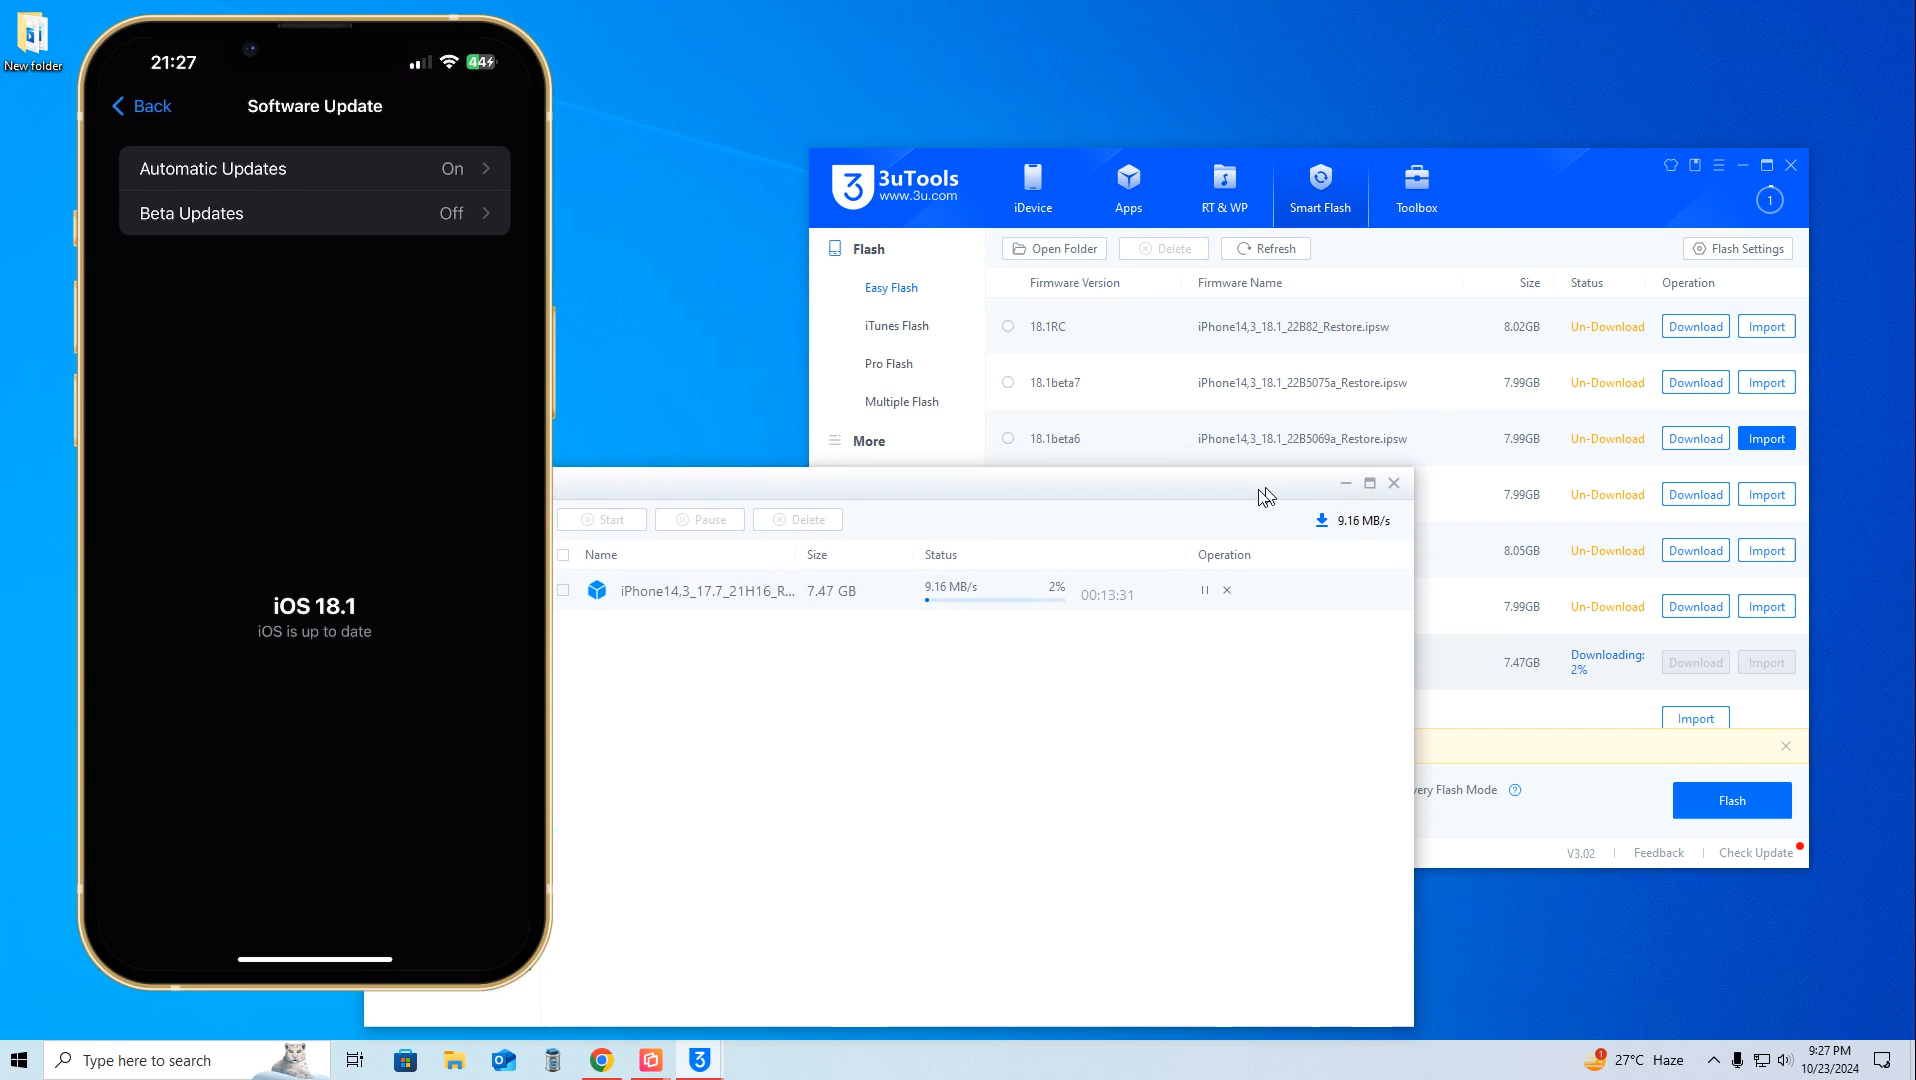 New folder
21:27
44
Back
Software Update
Automatic Updates On
Beta Updates Off
iOS 18.1
iOS is up to date
3uTools
www.3u.com
iDevice
Apps
RT & WP
Smart Flash
Toolbox
1
Flash
Easy Flash
iTunes Flash
Pro Flash
Multiple Flash
More
Open Folder
Delete
Refresh
Flash Settings
Firmware Version Firmware Name Size Status Operation
18.1RC iPhone14,3_18.1_22B82_Restore.ipsw 8.02GB Un-Download Download Import
18.1beta7 iPhone14,3_18.1_22B5075a_Restore.ipsw 7.99GB Un-Download Download Import
18.1beta6 iPhone14,3_18.1_22B5069a_Restore.ipsw 7.99GB Un-Download Download Import
7.99GB Un-Download Download Import
8.05GB Un-Download Download Import
7.99GB Un-Download Download Import
7.47GB Downloading: Download Import
2%
Import
very Flash Mode
Flash
V3.02 Feedback Check Update
Start
Pause
Delete
9.16 MB/s
Name Size Status Operation
iPhone14,3_17.7_21H16_R... 7.47 GB 9.16 MB/s 2% 00:13:31
Type here to search
1
27°C Haze
9:27 PM
10/23/2024